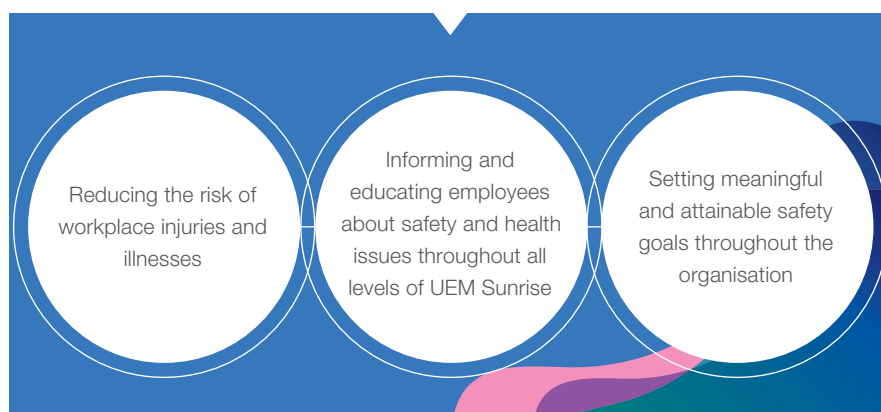 Reducing the risk of
workplace injuries and
illnesses
Informing and
educating employees
about safety and health
issues throughout all
levels of UEM Sunrise
Setting meaningful
and attainable safety
goals throughout the
organisation